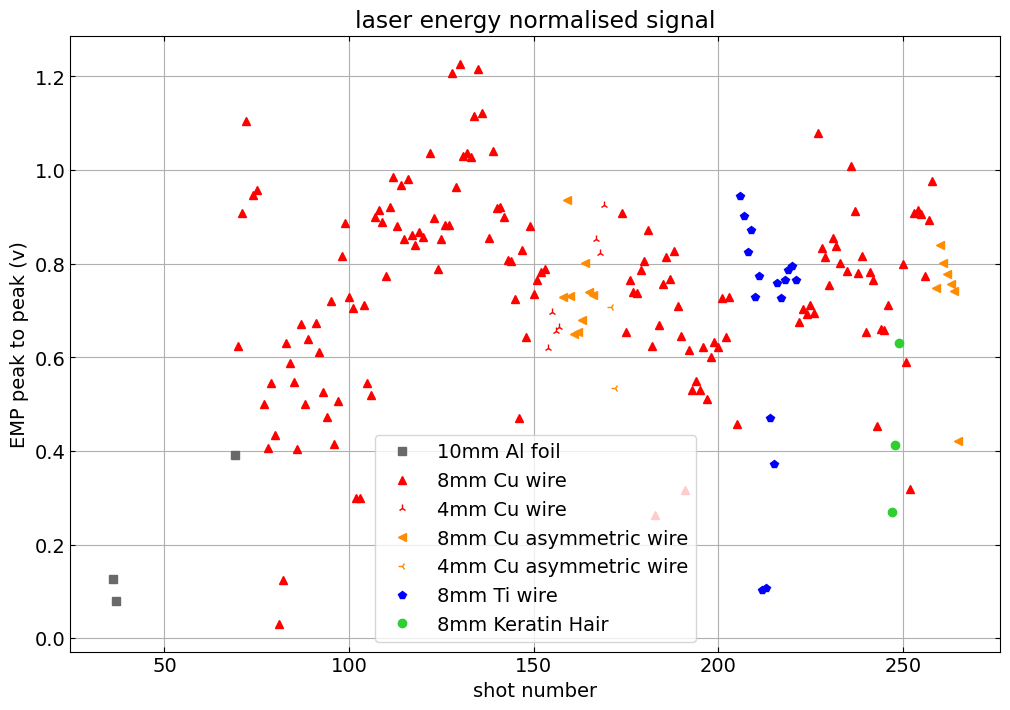 laser energy normalised signal
EMP peak to peak (v)
1.2
1.0
0.8
0.6
0.4
0.2
0.0
10mm Al foil
8mm Cu wire
4mm Cu wire
8mm Cu asymmetric wire
4mm Cu asymmetric wire
8mm Ti wire
8mm Keratin Hair
50 100 150 200 250
shot number